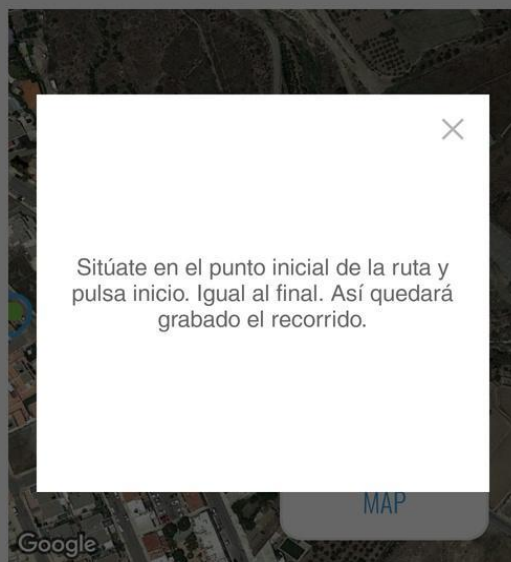 Sitúate en el punto inicial de la ruta y
pulsa inicio. Igual al final. Así quedará
grabado el recorrido.
MAP
Google